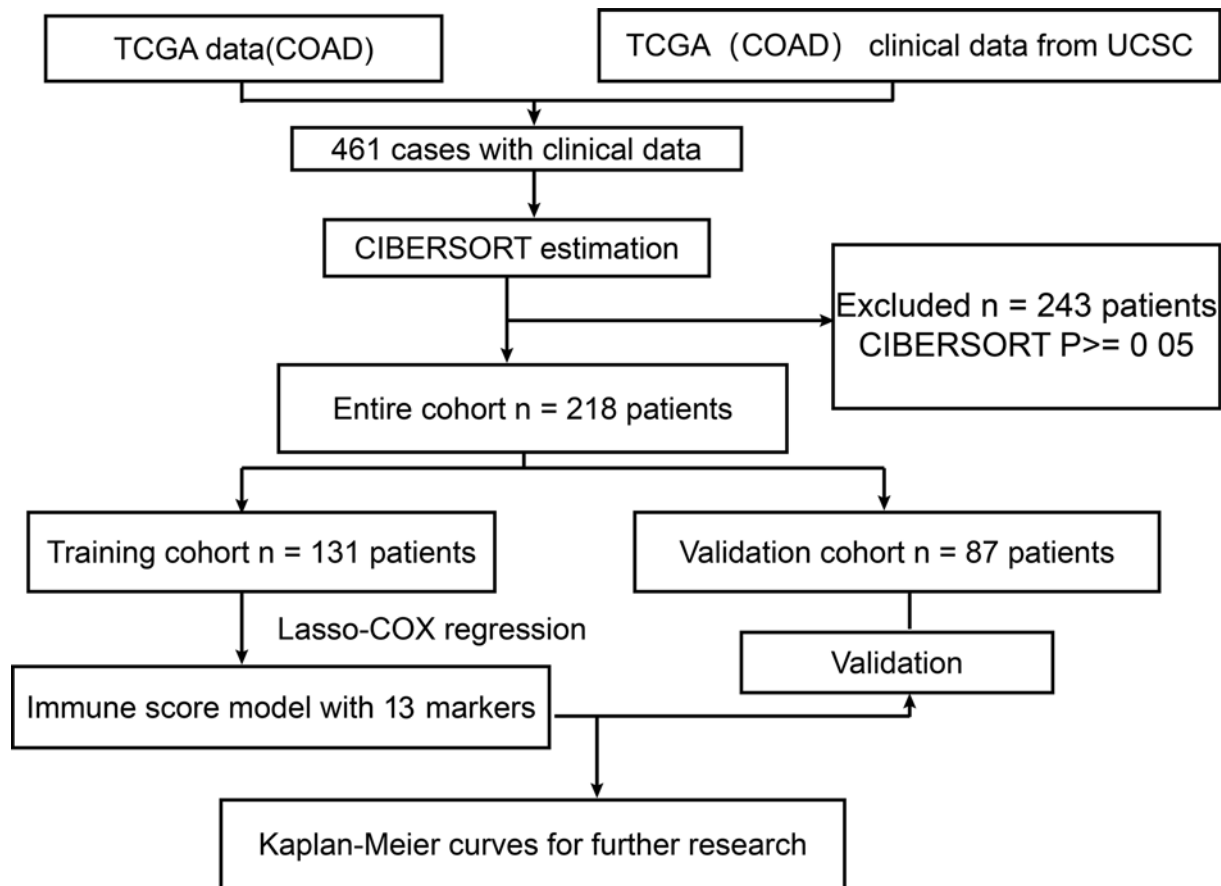 TCGA data(COAD)
TCGA （COAD） clinical data from UCSC
461 cases with clinical data
CIBERSORT estimation
Excluded n = 243 patients
CIBERSORT P>= 0 05
Entire cohort n = 218 patients
Training cohort n = 131 patients
Validation cohort n = 87 patients
Lasso-COX regression
Validation
Immune score model with 13 markers
Kaplan-Meier curves for further research